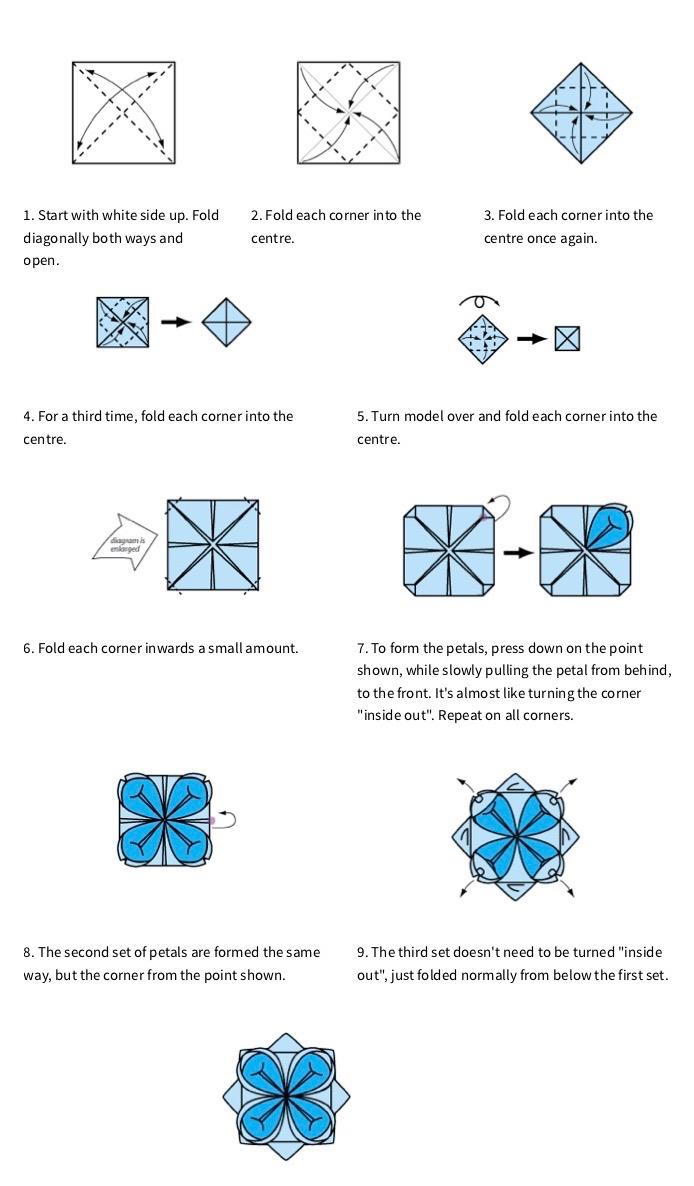 1. Start with white side up. Fold
diagonally both ways and
open.
2. Fold each corner into the
centre.
3. Fold each corner into the
centre once again.
4. For a third time, fold each corner into the
centre.
5. Turn model over and fold each corner into the
centre.
diagram is
enlarged
6. Fold each corner inwards a small amount.
7. To form the petals, press down on the point
shown, while slowly pulling the petal from behind,
to the front. It's almost like turning the corner
"inside out". Repeat on all corners.
8. The second set of petals are formed the same
way, but the corner from the point shown.
9. The third set doesn't need to be turned "inside
out", just folded normally from below the first set.